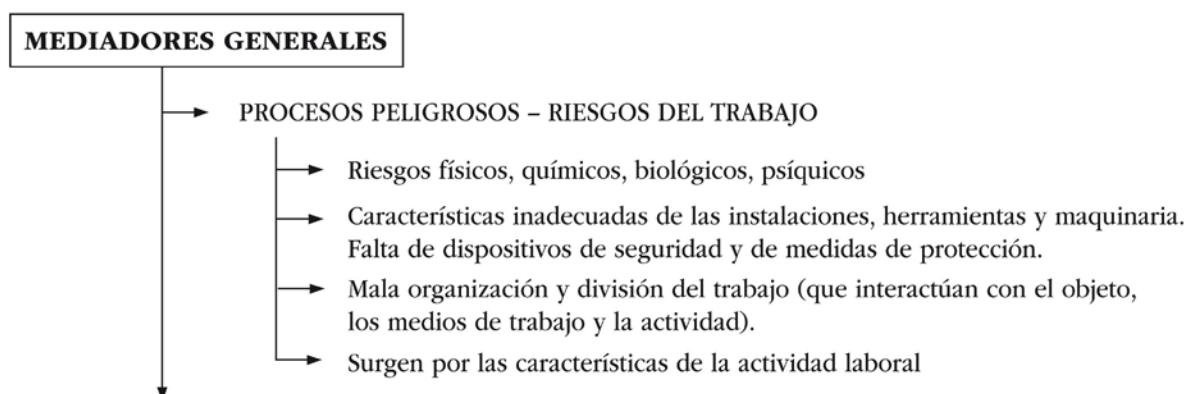 MEDIADORES GENERALES
PROCESOS PELIGROSOS – RIESGOS DEL TRABAJO
Riesgos físicos, químicos, biológicos, psíquicos
Características inadecuadas de las instalaciones, herramientas y maquinaria.
Falta de dispositivos de seguridad y de medidas de protección.
Mala organización y división del trabajo (que interactúan con el objeto,
los medios de trabajo y la actividad).
Surgen por las características de la actividad laboral